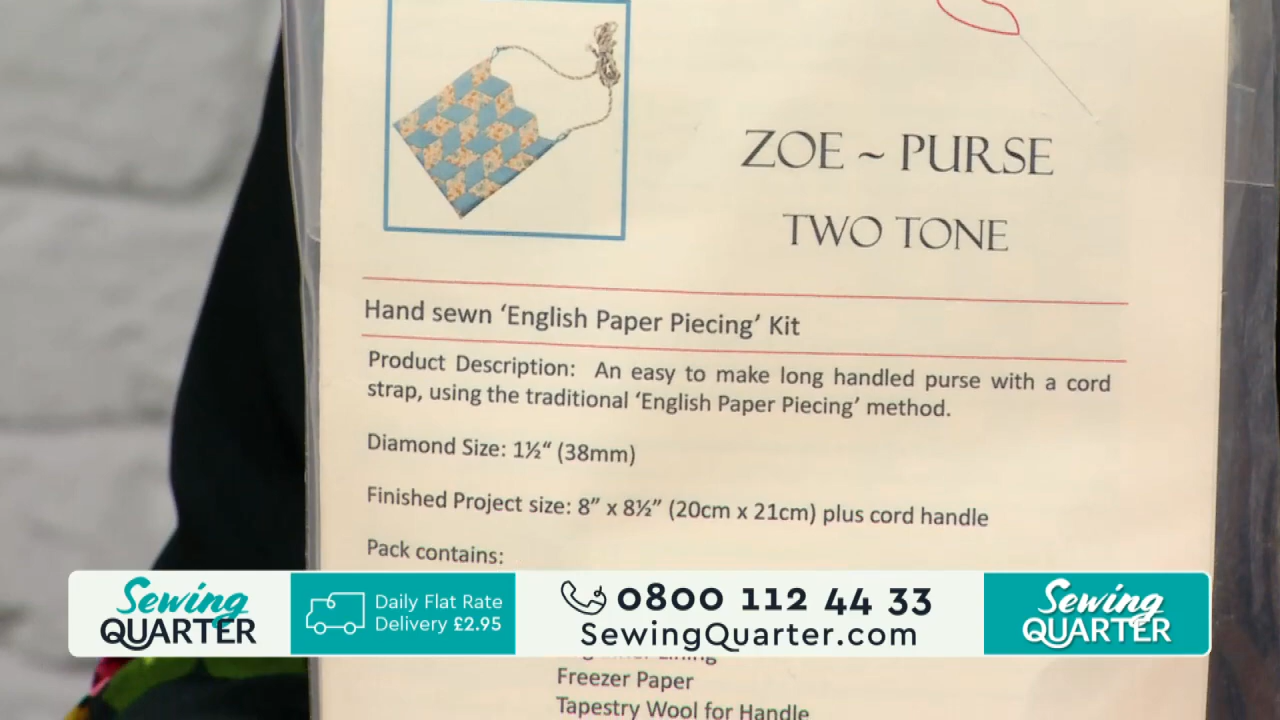 ZOE ~ PURSE
TWO TONE
Hand sewn ‘English Paper Piecing’ Kit
Product Description: An easy to make long handled purse with a cord
strap, using the traditional ‘English Paper Piecing’ method.
Diamond Size: 1½“ (38mm)
Finished Project size: 8” x 8½” (20cm x 21cm) plus cord handle
Pack contains:
Sewing
QUARTER
Daily Flat Rate
Delivery £2.95
0800 112 44 33
SewingQuarter.com
Sewing
QUARTER
Lining
Freezer Paper
Tapestry Wool for Handle